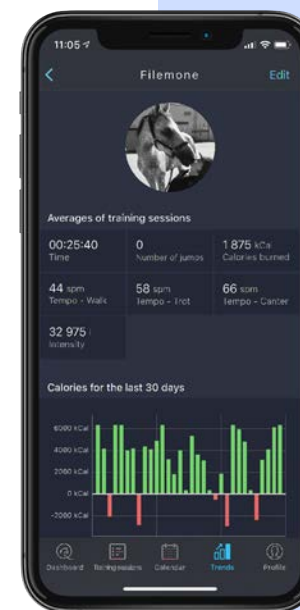 11:05
Filemone
Edit
Averages of training sessions
00:25:40
Time
0
Number of jumps
1 875 kCal
Calories burned
44 spm
Tempo - Walk
58 spm
Tempo - Trot
66 spm
Tempo - Canter
32 975
Intensity
Calories for the last 30 days
6000 kCal
4000 kCal
2000 kCal
0 kCal
-2000 kCal
Dashboard
Training sessions
Calendar
Trends
Profile